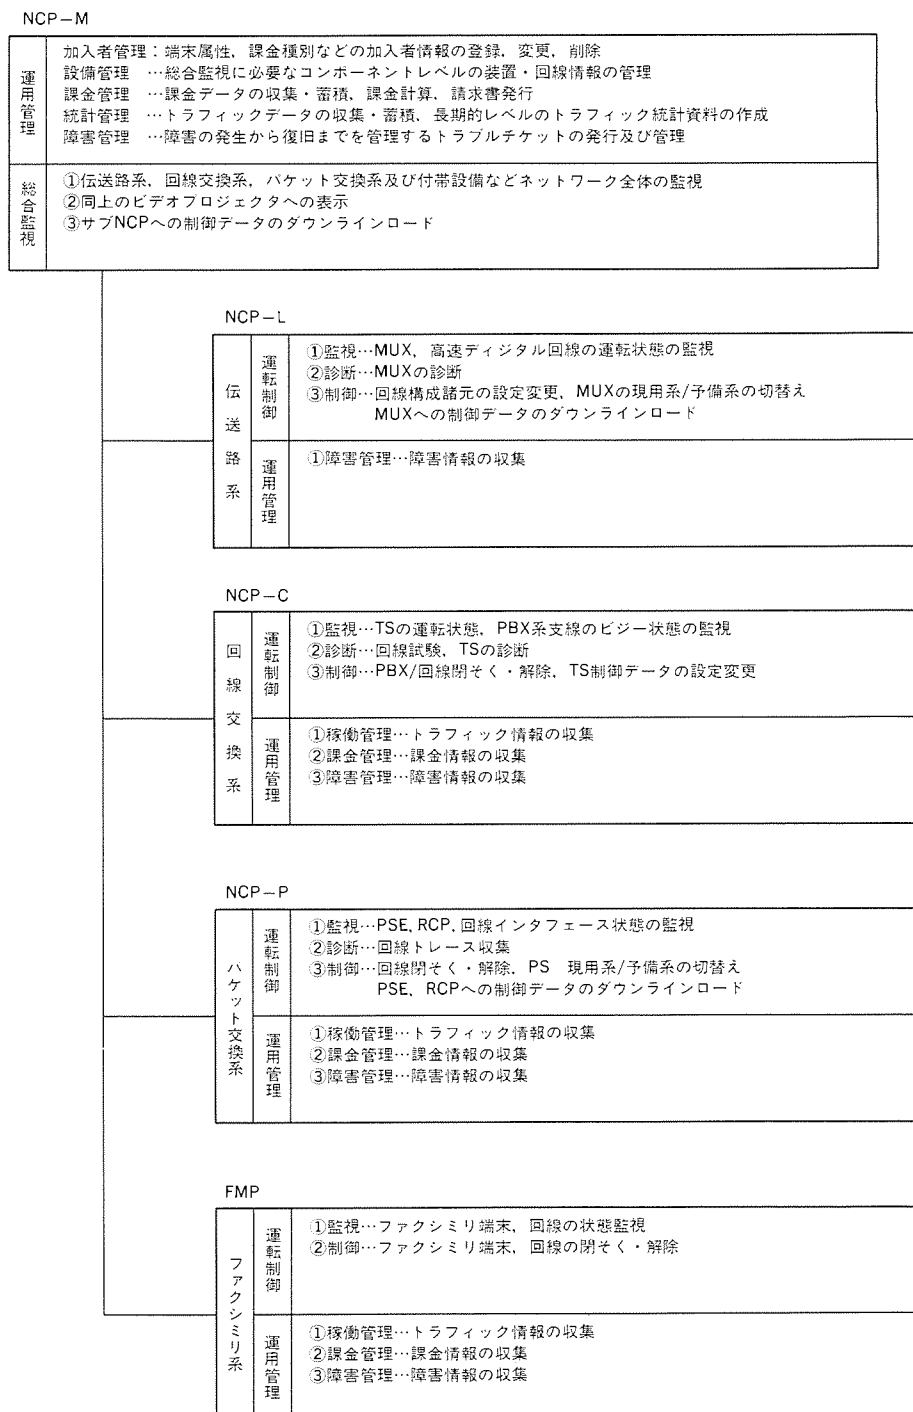 NCP−M
運用管理
加入者管理：端末属性，課金種別などの加入者情報の登録，変更，削除
設備管理 …総合監視に必要なコンポーネントレベルの装置・回線情報の管理
課金管理 …課金データの収集・蓄積，課金計算，請求書発行
統計管理 …トラフィックデータの収集・蓄積，長期的レベルのトラフィック統計資料の作成
障害管理 …障害の発生から復旧までを管理するトラブルチケットの発行及び管理
総合監視
①伝送路系，回線交換系，パケット交換系及び付帯設備などネットワーク全体の監視
②同上のビデオプロジェクタへの表示
③サブNCPへの制御データのダウンラインロード
NCP−L
伝送路系
運転制御
①監視…MUX，高速ディジタル回線の運転状態の監視
②診断…MUXの診断
③制御…回線構成諸元の設定変更，MUXの現用系/予備系の切替え
MUXへの制御データのダウンラインロード
運用管理
①障害管理…障害情報の収集
NCP−C
回線交換系
運転制御
①監視…TSの運転状態，PBX系支線のビジー状態の監視
②診断…回線試験，TSの診断
③制御…PBX/回線閉そく・解除，TS制御データの設定変更
運用管理
①稼働管理…トラフィック情報の収集
②課金管理…課金情報の収集
③障害管理…障害情報の収集
NCP−P
パケット交換系
運転制御
①監視…PSE，RCP，回線インタフェース状態の監視
②診断…回線トレース収集
③制御…回線閉そく・解除，PS 現用系/予備系の切替え
PSE，RCPへの制御データのダウンラインロード
運用管理
①稼働管理…トラフィック情報の収集
②課金管理…課金情報の収集
③障害管理…障害情報の収集
FMP
ファクシミリ系
運転制御
①監視…ファクシミリ端末，回線の状態監視
②制御…ファクシミリ端末，回線の閉そく・解除
運用管理
①稼働管理…トラフィック情報の収集
②課金管理…課金情報の収集
③障害管理…障害情報の収集